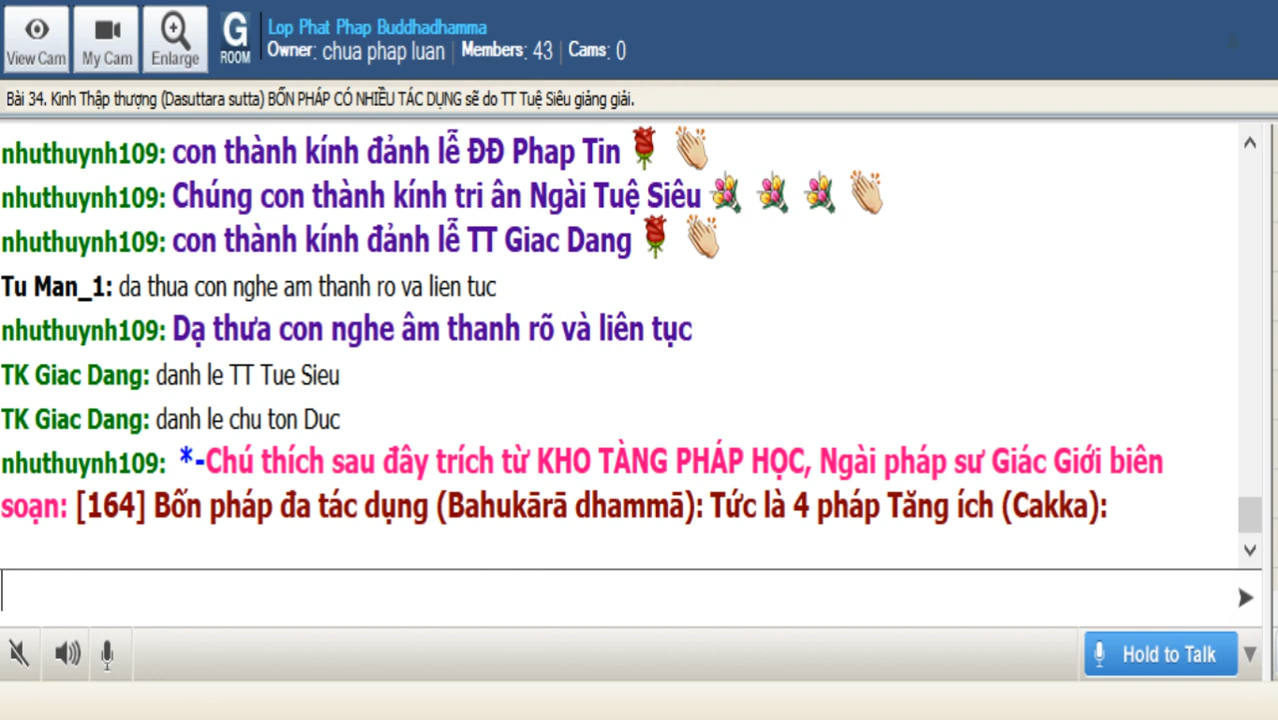 Lop Phat Phap Buddhadhamma
View Cam My Cam Enlarge G ROOM Owner: chua phap luan | Members: 43 | Cams: 0
Bài 34. Kinh Thập thượng (Dasuttara sutta) BỐN PHÁP CÓ NHIỀU TÁC DỤNG sẽ do TT Tuệ Siêu giảng giải.
nhuthuynh109: con thành kính đảnh lễ ĐĐ Phap Tin
nhuthuynh109: Chúng con thành kính tri ân Ngài Tuệ Siêu
nhuthuynh109: con thành kính đảnh lễ TT Giac Dang
Tu Man_1: da thua con nghe am thanh ro va lien tuc
nhuthuynh109: Dạ thưa con nghe âm thanh rõ và liên tục
TK Giac Dang: danh le TT Tue Sieu
TK Giac Dang: danh le chu ton Duc
nhuthuynh109: *-Chú thích sau đây trích từ KHO TÀNG PHÁP HỌC, Ngài pháp sư Giác Giới biên
soạn: [164] Bốn pháp đa tác dụng (Bahukārā dhammā): Tức là 4 pháp Tăng ích (Cakka):
Hold to Talk